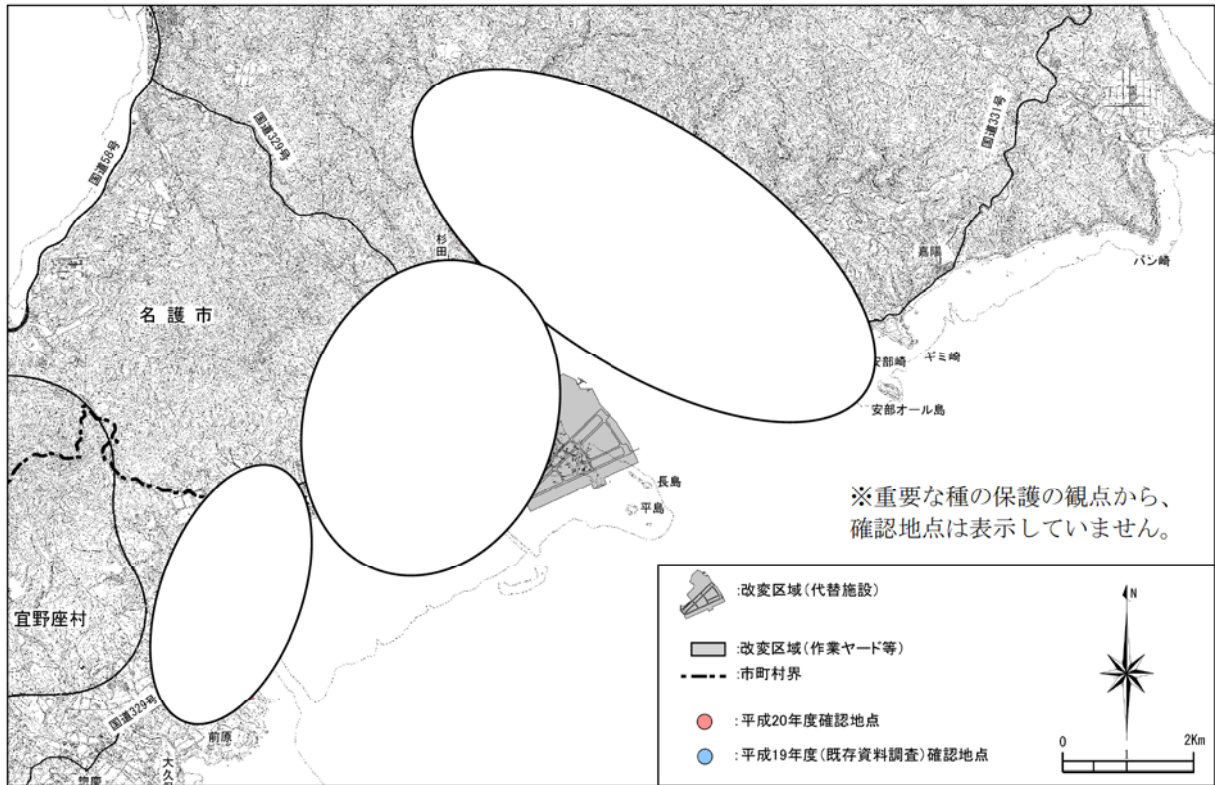 国道58号
国道329号
国道331号
杉田
嘉陽
バン崎
名護市
安部崎
ギミ崎
安部オール島
長島
平島
※重要な種の保護の観点から、
確認地点は表示していません。
宜野座村
国道329号
前原
:改変区域(代替施設)
:改変区域(作業ヤード等)
:市町村界
:平成20年度確認地点
:平成19年度(既存資料調査)確認地点
N
0 1 2Km